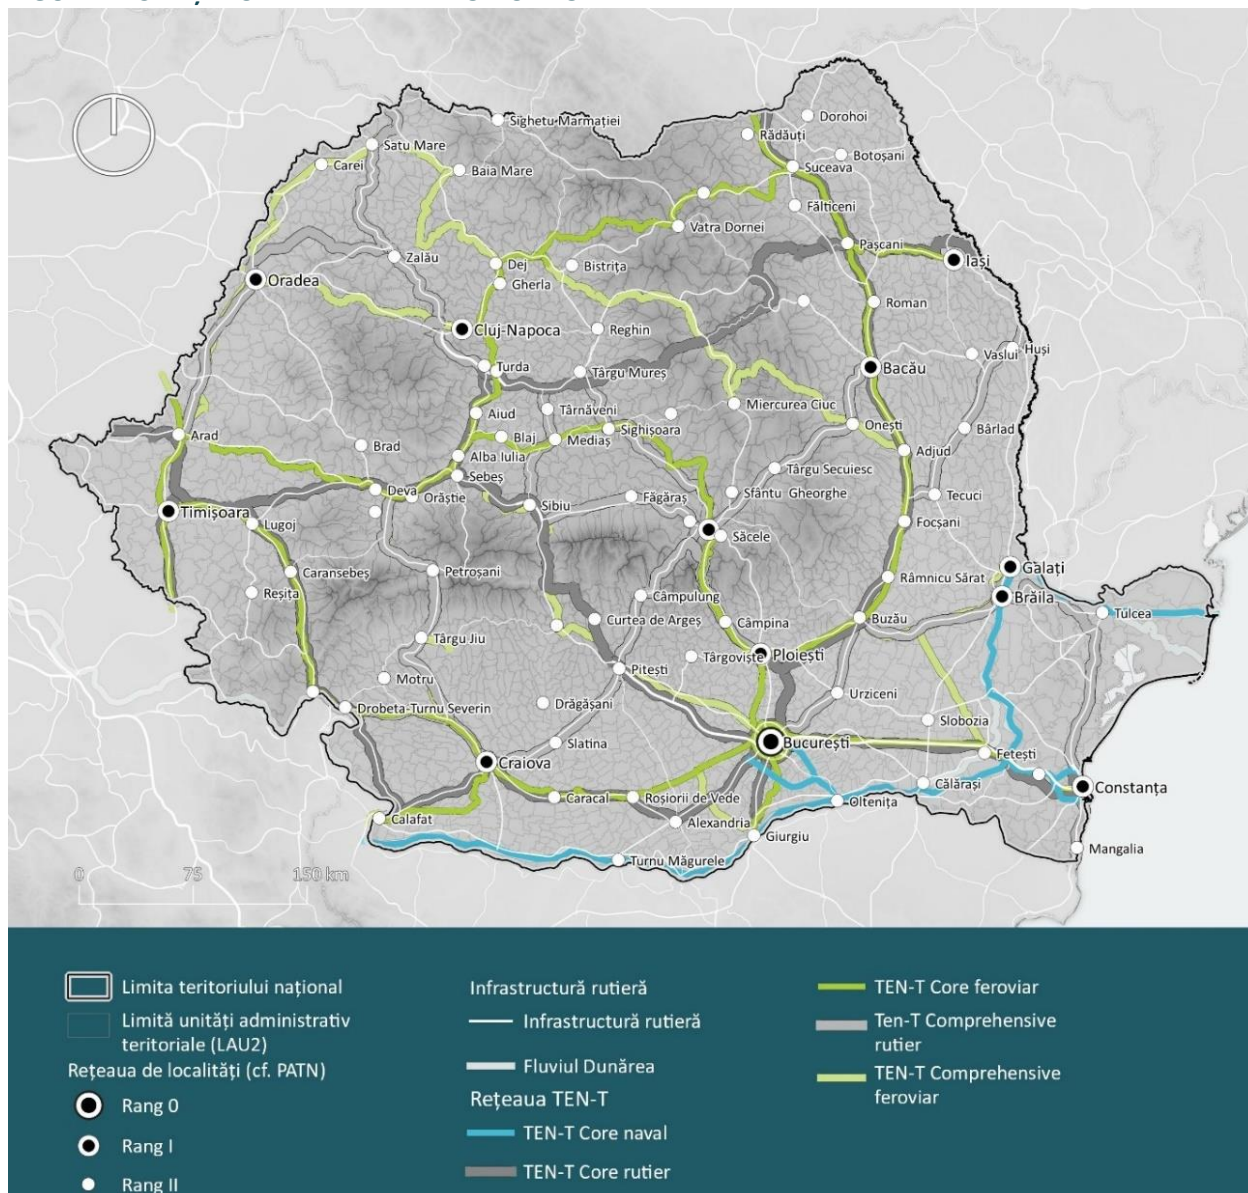 Sighetu Marmației
Dorohoi
Rădăuți
Satu Mare
Botoșani
Carei
Baia Mare
Suceava
Fălticeni
Vatra Dornei
Pașcani
Zalău
Dej
Bistrița
Iași
Oradea
Gherla
Roman
Cluj-Napoca
Reghin
Huși
Vaslui
Turda
Târgu Mureș
Bacău
Miercurea Ciuc
Aiud
Târnăveni
Onești
Bârlad
Arad
Brad
Blaj
Mediaș
Sighișoara
Adjud
Alba Iulia
Sebeș
Târgu Secuiesc
Deva
Orăștie
Făgăraș
Sfântu Gheorghe
Tecuci
Timișoara
Sibiu
Lugoj
Săcele
Focșani
Caransebeș
Petroșani
Galați
Râmnicu Sărat
Reșița
Câmpulung
Brăila
Curtea de Argeș
Câmpina
Buzău
Tulcea
Târgu Jiu
Târgoviște
Ploiești
Pitești
Motru
Urziceni
Drobeta-Turnu Severin
Drăgășani
Slobozia
Slatina
București
Fetești
Craiova
Călărași
Constanța
Caracal
Roșiorii de Vede
Oltenița
Calafat
Alexandria
Giurgiu
Mangalia
Turnu Măgurele
0 75 150 km
Limita teritoriului național
Limită unități administrativ
teritoriale (LAU2)
Rețeaua de localități (cf. PATN)
Rang 0
Rang I
Rang II
Infrastructură rutieră
Infrastructură rutieră
Fluviul Dunărea
Rețeaua TEN-T
TEN-T Core naval
TEN-T Core rutier
TEN-T Core feroviar
Ten-T Comprehensive
rutier
TEN-T Comprehensive
feroviar